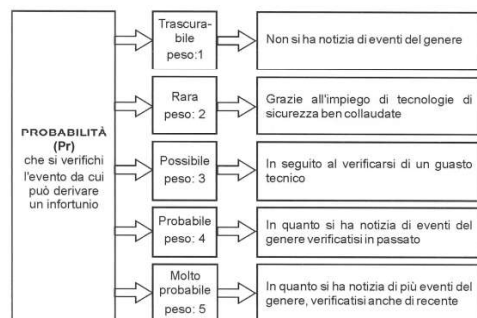 PROBABILITÀ
(Pr)
che si verifichi
l'evento da cui
può derivare
un infortunio
Trascura-
bile
peso:1
Non si ha notizia di eventi del genere
Rara
peso: 2
Grazie all'impiego di tecnologie di
sicurezza ben collaudate
Possibile
peso: 3
In seguito al verificarsi di un guasto
tecnico
Probabile
peso: 4
In quanto si ha notizia di eventi del
genere verificatisi in passato
Molto
probabile
peso: 5
In quanto si ha notizia di più eventi del
genere, verificatisi anche di recente